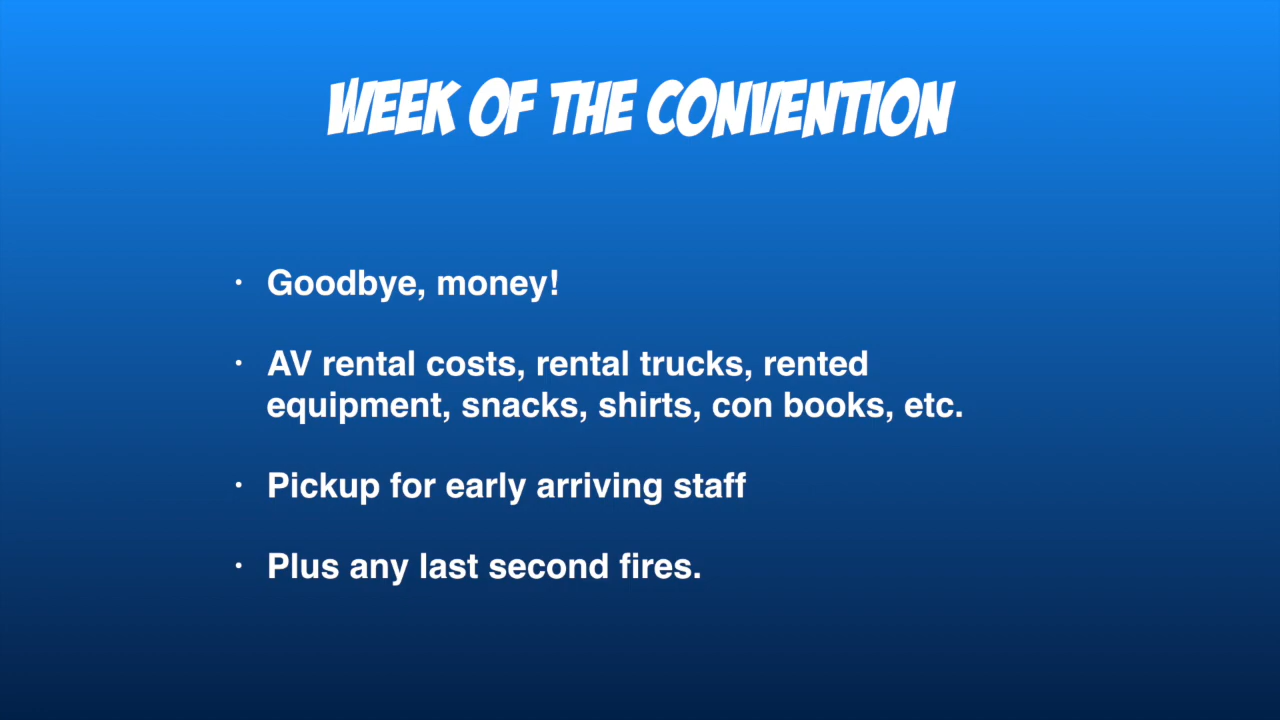 WEEK OF THE CONVENTION
• Goodbye, money!
• AV rental costs, rental trucks, rented
equipment, snacks, shirts, con books, etc.
• Pickup for early arriving staff
• Plus any last second fires.